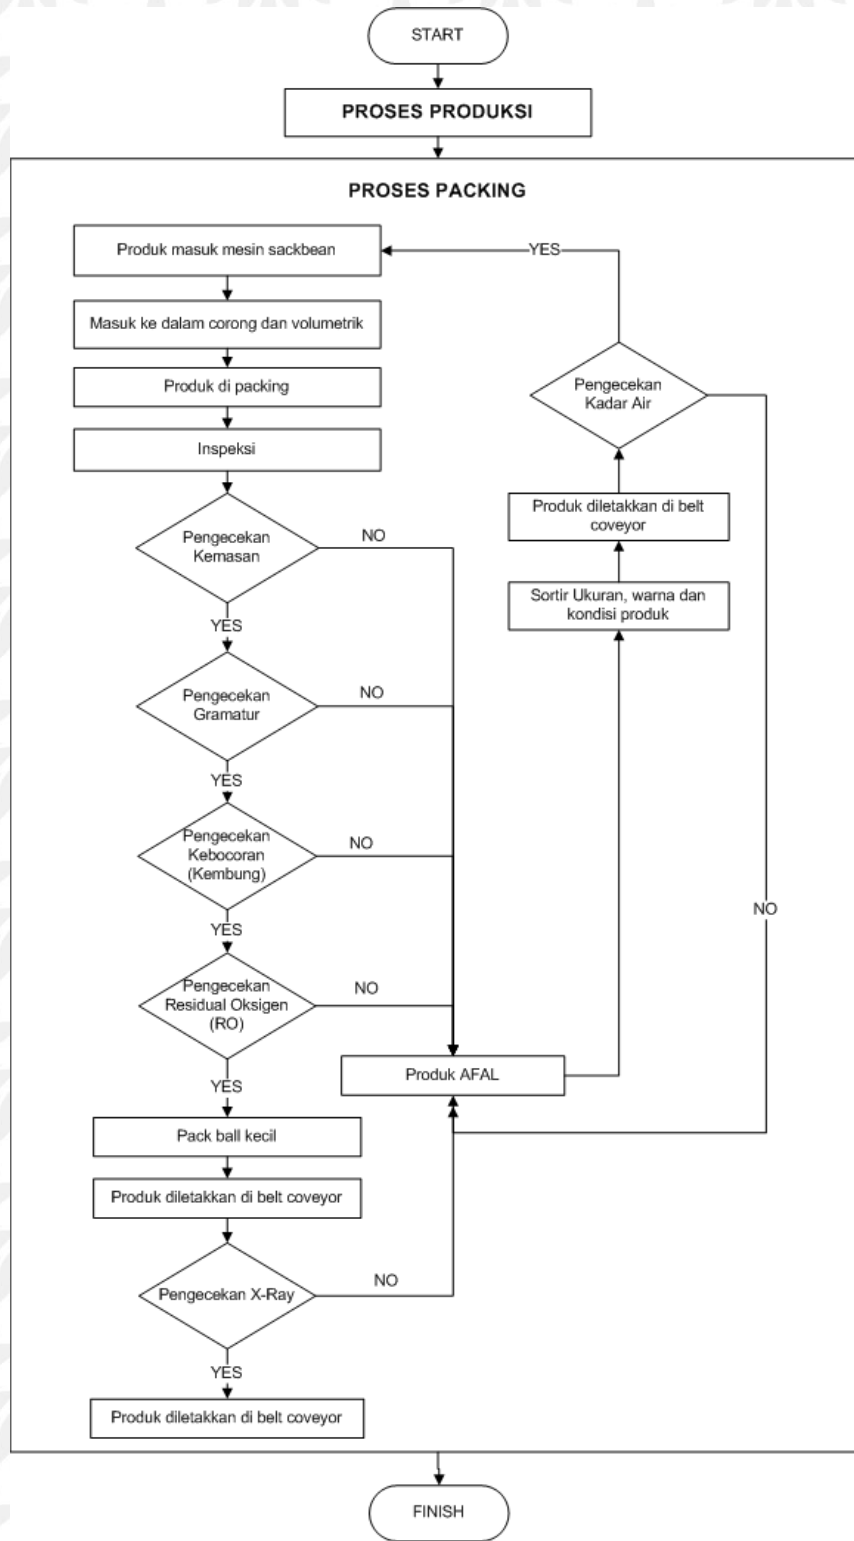 START
PROSES PRODUKSI
PROSES PACKING
Produk masuk mesin sackbean
YES
Masuk ke dalam corong dan volumetrik
Produk di packing
Pengecekan
Kadar Air
Inspeksi
Produk diletakkan di belt
coveyor
Pengecekan
Kemasan
NO
Sortir Ukuran, warna dan
kondisi produk
YES
Pengecekan
Gramatur
NO
YES
Pengecekan
Kebocoran
(Kembung)
NO
NO
YES
Pengecekan
Residual Oksigen
(RO)
NO
Produk AFAL
YES
Pack ball kecil
Produk diletakkan di belt coveyor
Pengecekan X-Ray
NO
YES
Produk diletakkan di belt coveyor
FINISH